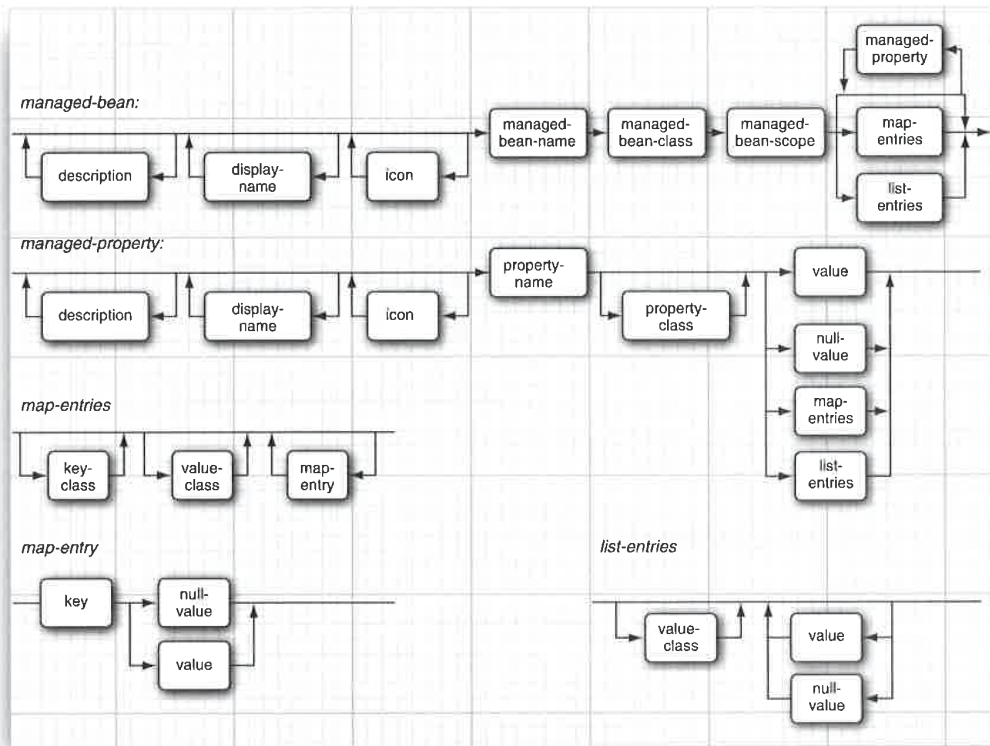 managed-
property
managed-bean:
managed-
bean-name
managed-
bean-class
managed-
bean-scope
map-
entries
description
display-
name
icon
list-
entries
managed-property:
property-
name
value
description
display-
name
icon
property-
class
null-
value
map-entries
map-
entries
key-
class
value-
class
map-
entry
list-
entries
map-entry
list-entries
key
null-
value
value
value-
class
value
null-
value